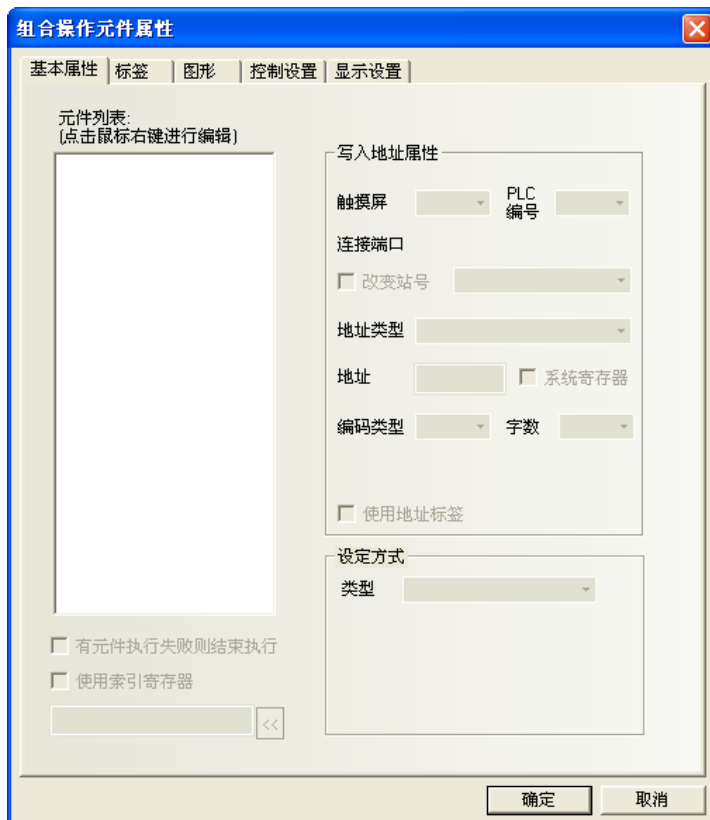 组合操作元件属性
基本属性 标签 图形 控制设置 显示设置
元件列表:
(点击鼠标右键进行编辑)
写入地址属性
触摸屏
PLC
编号
连接端口
改变站号
地址类型
地址 系统寄存器
编码类型 字数
使用地址标签
设定方式
类型
有元件执行失败则结束执行
使用索引寄存器
<<
确定 取消